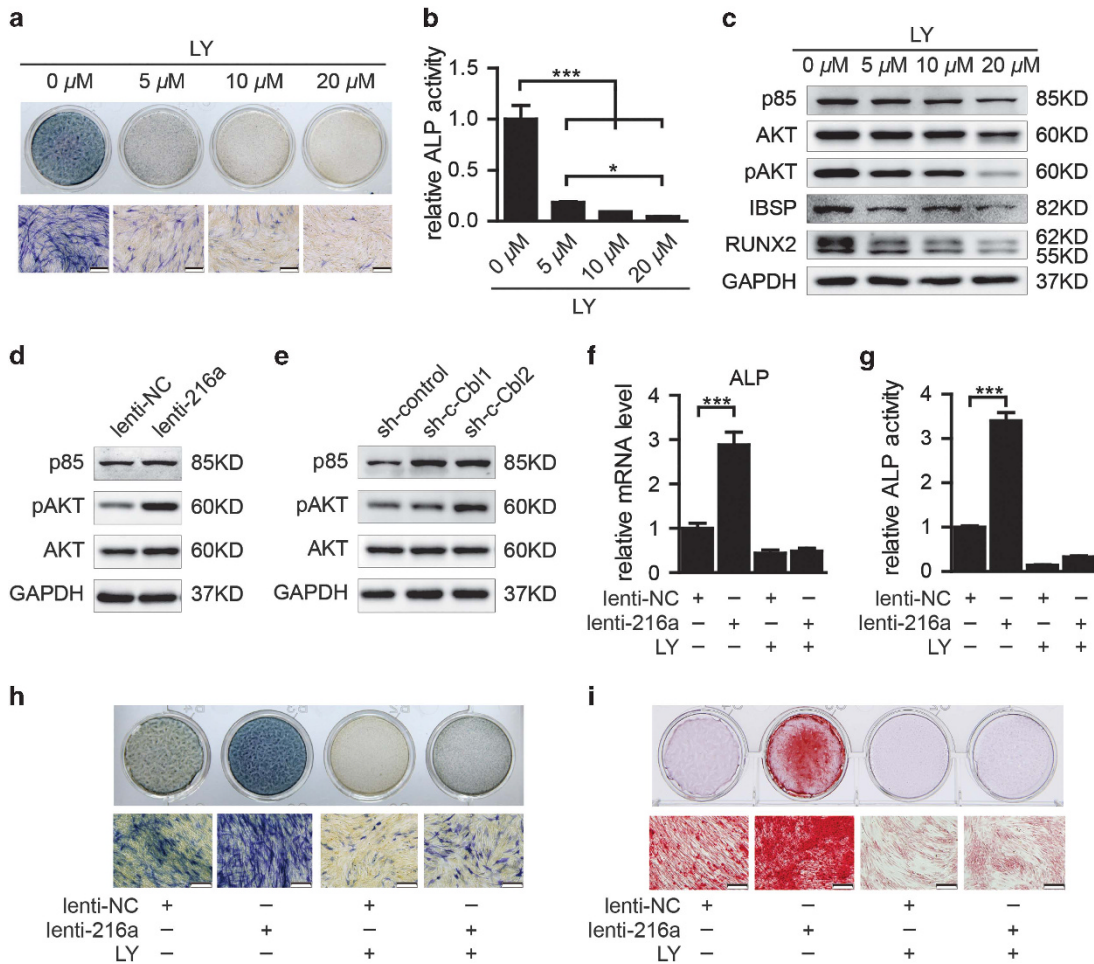 a
LY
0 µM 5 µM 10 µM 20 µM
b
relative ALP activity
1.5
1.0
0.5
0.0
***
*
0 µM 5 µM 10 µM 20 µM
LY
c
LY
0 µM 5 µM 10 µM 20 µM
p85 85KD
AKT 60KD
pAKT 60KD
IBSP 82KD
RUNX2 62KD
55KD
GAPDH 37KD
d
lenti-NC lenti-216a
p85 85KD
pAKT 60KD
AKT 60KD
GAPDH 37KD
e
sh-control sh-c-Cbl1 sh-c-Cbl2
p85 85KD
pAKT 60KD
AKT 60KD
GAPDH 37KD
f
ALP
relative mRNA level
4
3
2
1
0
***
lenti-NC + – + –
lenti-216a – + – +
LY – – + +
g
relative ALP activity
4
3
2
1
0
***
lenti-NC + – + –
lenti-216a – + – +
LY – – + +
h
lenti-NC + – + –
lenti-216a – + – +
LY – – + +
i
lenti-NC + – + –
lenti-216a – + – +
LY – – + +